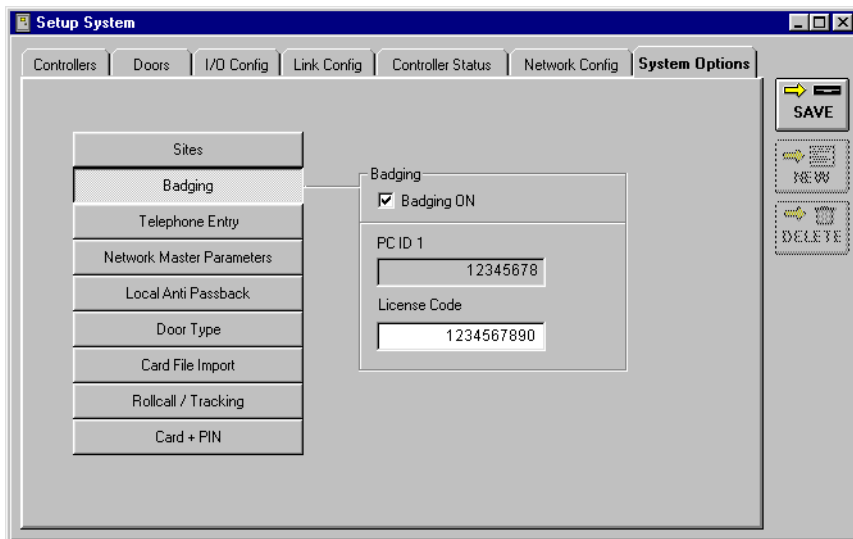 Setup System
Controllers Doors I/O Config Link Config Controller Status Network Config System Options
SAVE
NEW
DELETE
Sites
Badging
Telephone Entry
Network Master Parameters
Local Anti Passback
Door Type
Card File Import
Rollcall / Tracking
Card + PIN
Badging
Badging ON
PC ID 1
12345678
License Code
1234567890